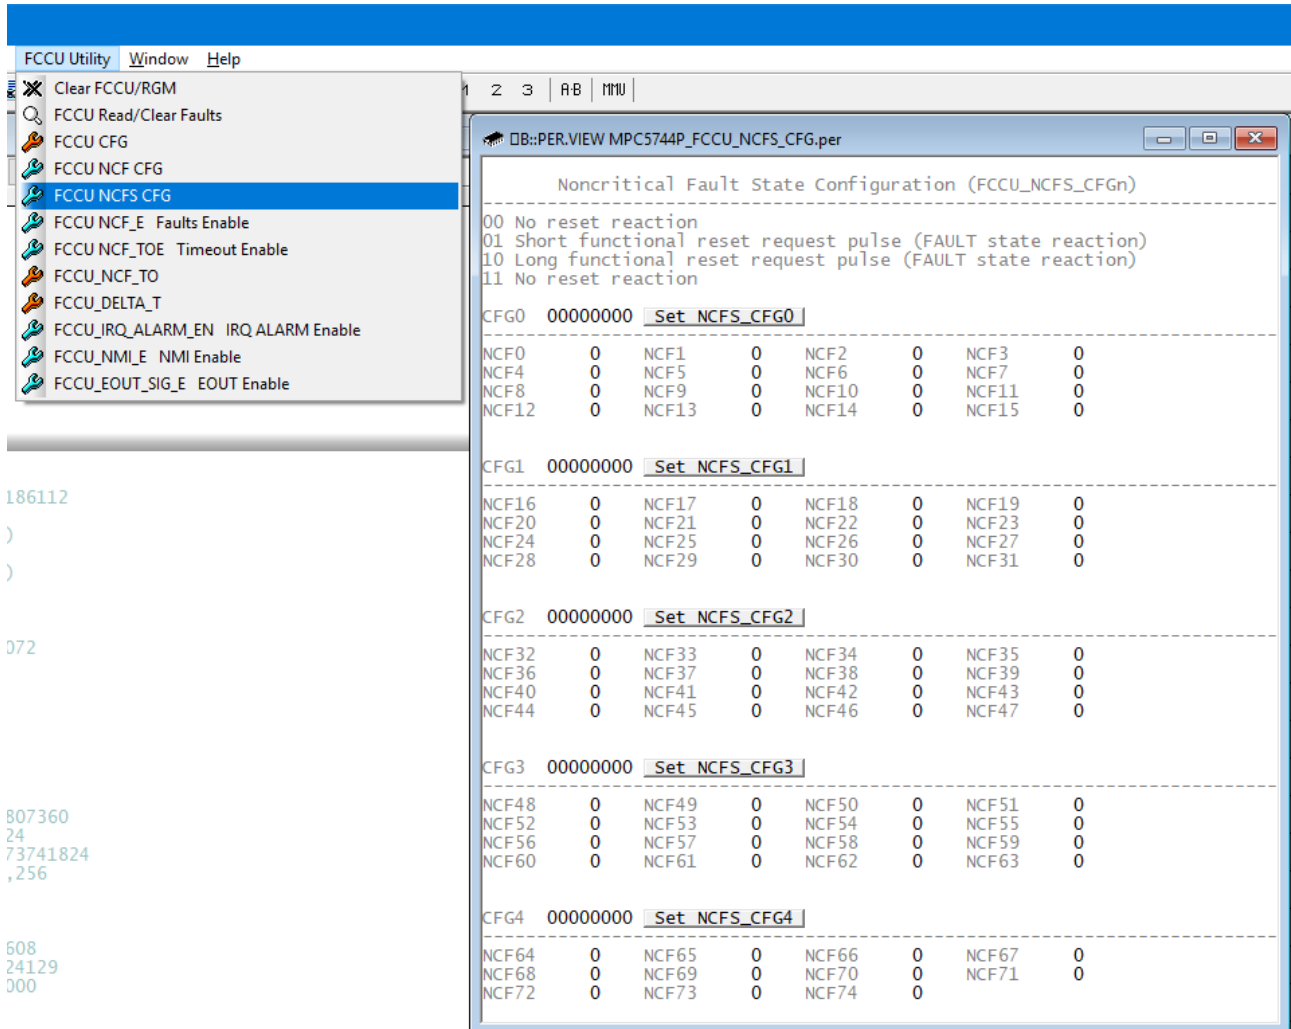 FCCU Utility Window Help
Clear FCCU/RGM
FCCU Read/Clear Faults
FCCU CFG
FCCU NCF CFG
FCCU NCFS CFG
FCCU NCF_E Faults Enable
FCCU NCF_TOE Timeout Enable
FCCU_NCF_TO
FCCU_DELTA_T
FCCU_IRQ_ALARM_EN IRQ ALARM Enable
FCCU_NMI_E NMI Enable
FCCU_EOUT_SIG_E EOUT Enable
2 3 A·B MMU
186112
)
)
072
807360
24
73741824
,256
608
24129
000
B::PER.VIEW MPC5744P_FCCU_NCFS_CFG.per
Noncritical Fault State Configuration (FCCU_NCFS_CFGn)
00 No reset reaction
01 Short functional reset request pulse (FAULT state reaction)
10 Long functional reset request pulse (FAULT state reaction)
11 No reset reaction
CFG0 00000000 Set NCFS_CFG0
NCF0 0 NCF1 0 NCF2 0 NCF3 0
NCF4 0 NCF5 0 NCF6 0 NCF7 0
NCF8 0 NCF9 0 NCF10 0 NCF11 0
NCF12 0 NCF13 0 NCF14 0 NCF15 0
CFG1 00000000 Set NCFS_CFG1
NCF16 0 NCF17 0 NCF18 0 NCF19 0
NCF20 0 NCF21 0 NCF22 0 NCF23 0
NCF24 0 NCF25 0 NCF26 0 NCF27 0
NCF28 0 NCF29 0 NCF30 0 NCF31 0
CFG2 00000000 Set NCFS_CFG2
NCF32 0 NCF33 0 NCF34 0 NCF35 0
NCF36 0 NCF37 0 NCF38 0 NCF39 0
NCF40 0 NCF41 0 NCF42 0 NCF43 0
NCF44 0 NCF45 0 NCF46 0 NCF47 0
CFG3 00000000 Set NCFS_CFG3
NCF48 0 NCF49 0 NCF50 0 NCF51 0
NCF52 0 NCF53 0 NCF54 0 NCF55 0
NCF56 0 NCF57 0 NCF58 0 NCF59 0
NCF60 0 NCF61 0 NCF62 0 NCF63 0
CFG4 00000000 Set NCFS_CFG4
NCF64 0 NCF65 0 NCF66 0 NCF67 0
NCF68 0 NCF69 0 NCF70 0 NCF71 0
NCF72 0 NCF73 0 NCF74 0